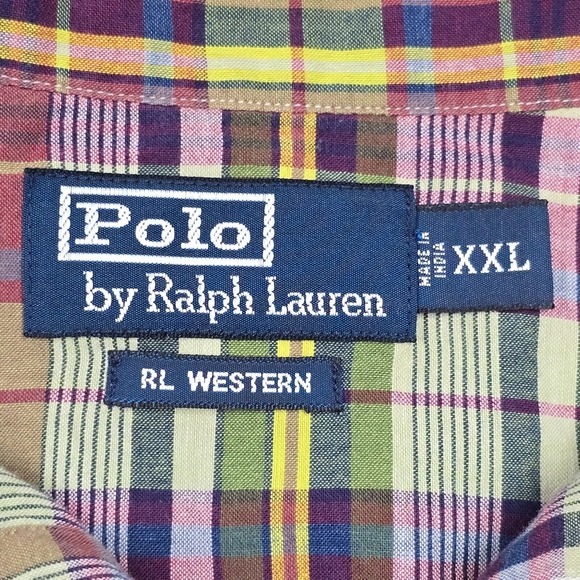 Polo
by Ralph Lauren
MADE IN
INDIA
XXL
RL WESTERN